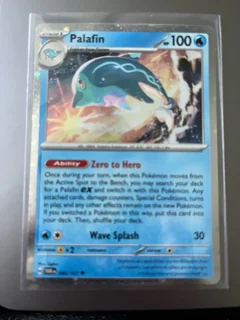 Palafin
HP 100
Ability Zero to Hero
Once during your turn, when this Pokémon moves
from the Active Spot to the Bench, you may search your deck
for a Palafin ex and switch it with this Pokémon. Any
attached cards, damage counters, Special Conditions, turns
in play, and any other effects remain on the new Pokémon.
If you switched a Pokémon in this way, put this card into
your deck. Then, shuffle your deck.
Wave Splash 30
×2